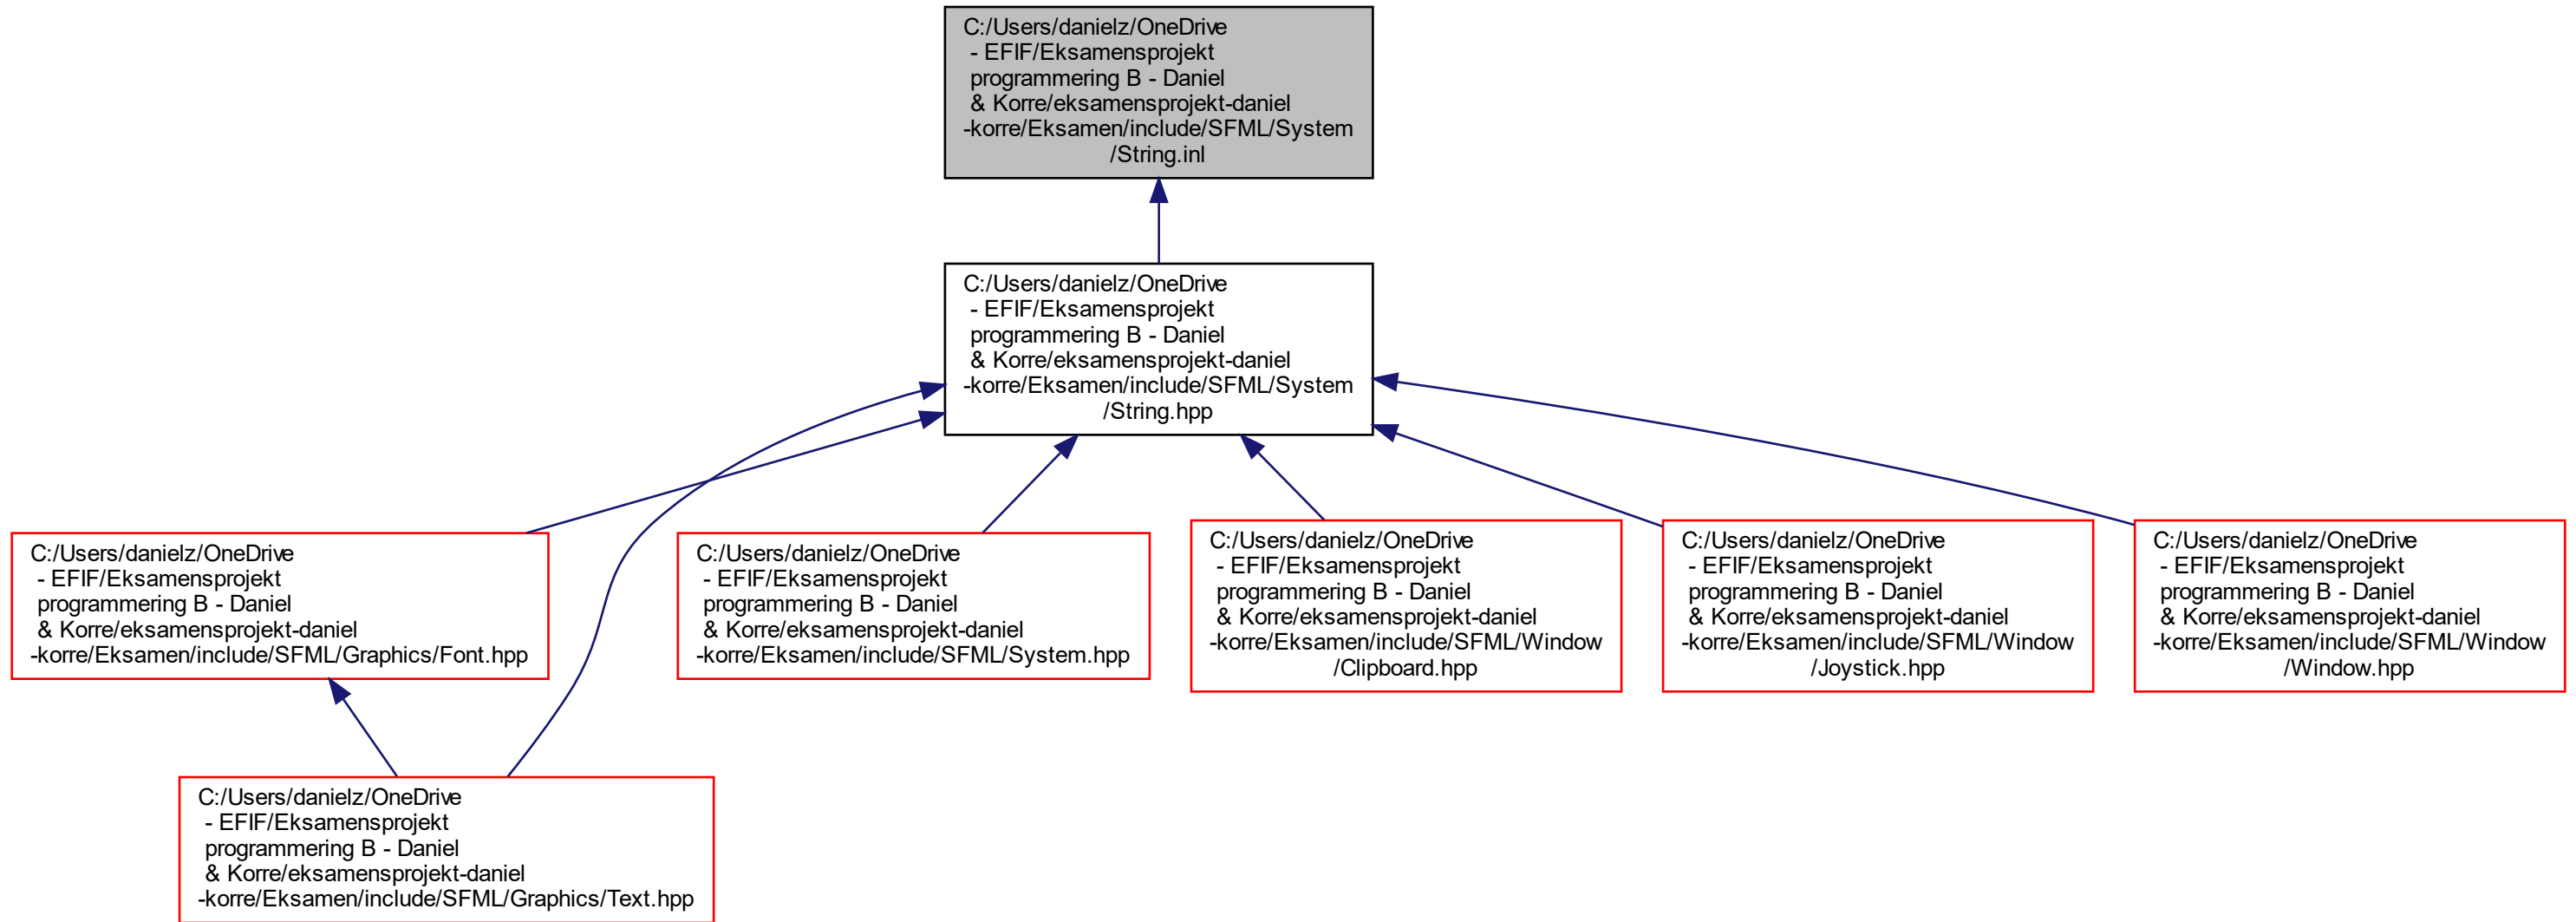 C:/Users/danielz/OneDrive
- EFIF/Eksamensprojekt
programmering B - Daniel
& Korre/eksamensprojekt-daniel
-korre/Eksamen/include/SFML/System
/String.inl
C:/Users/danielz/OneDrive
- EFIF/Eksamensprojekt
programmering B - Daniel
& Korre/eksamensprojekt-daniel
-korre/Eksamen/include/SFML/System
/String.hpp
C:/Users/danielz/OneDrive
- EFIF/Eksamensprojekt
programmering B - Daniel
& Korre/eksamensprojekt-daniel
-korre/Eksamen/include/SFML/Graphics/Font.hpp
C:/Users/danielz/OneDrive
- EFIF/Eksamensprojekt
programmering B - Daniel
& Korre/eksamensprojekt-daniel
-korre/Eksamen/include/SFML/System.hpp
C:/Users/danielz/OneDrive
- EFIF/Eksamensprojekt
programmering B - Daniel
& Korre/eksamensprojekt-daniel
-korre/Eksamen/include/SFML/Window
/Clipboard.hpp
C:/Users/danielz/OneDrive
- EFIF/Eksamensprojekt
programmering B - Daniel
& Korre/eksamensprojekt-daniel
-korre/Eksamen/include/SFML/Window
/Joystick.hpp
C:/Users/danielz/OneDrive
- EFIF/Eksamensprojekt
programmering B - Daniel
& Korre/eksamensprojekt-daniel
-korre/Eksamen/include/SFML/Window
/Window.hpp
C:/Users/danielz/OneDrive
- EFIF/Eksamensprojekt
programmering B - Daniel
& Korre/eksamensprojekt-daniel
-korre/Eksamen/include/SFML/Graphics/Text.hpp